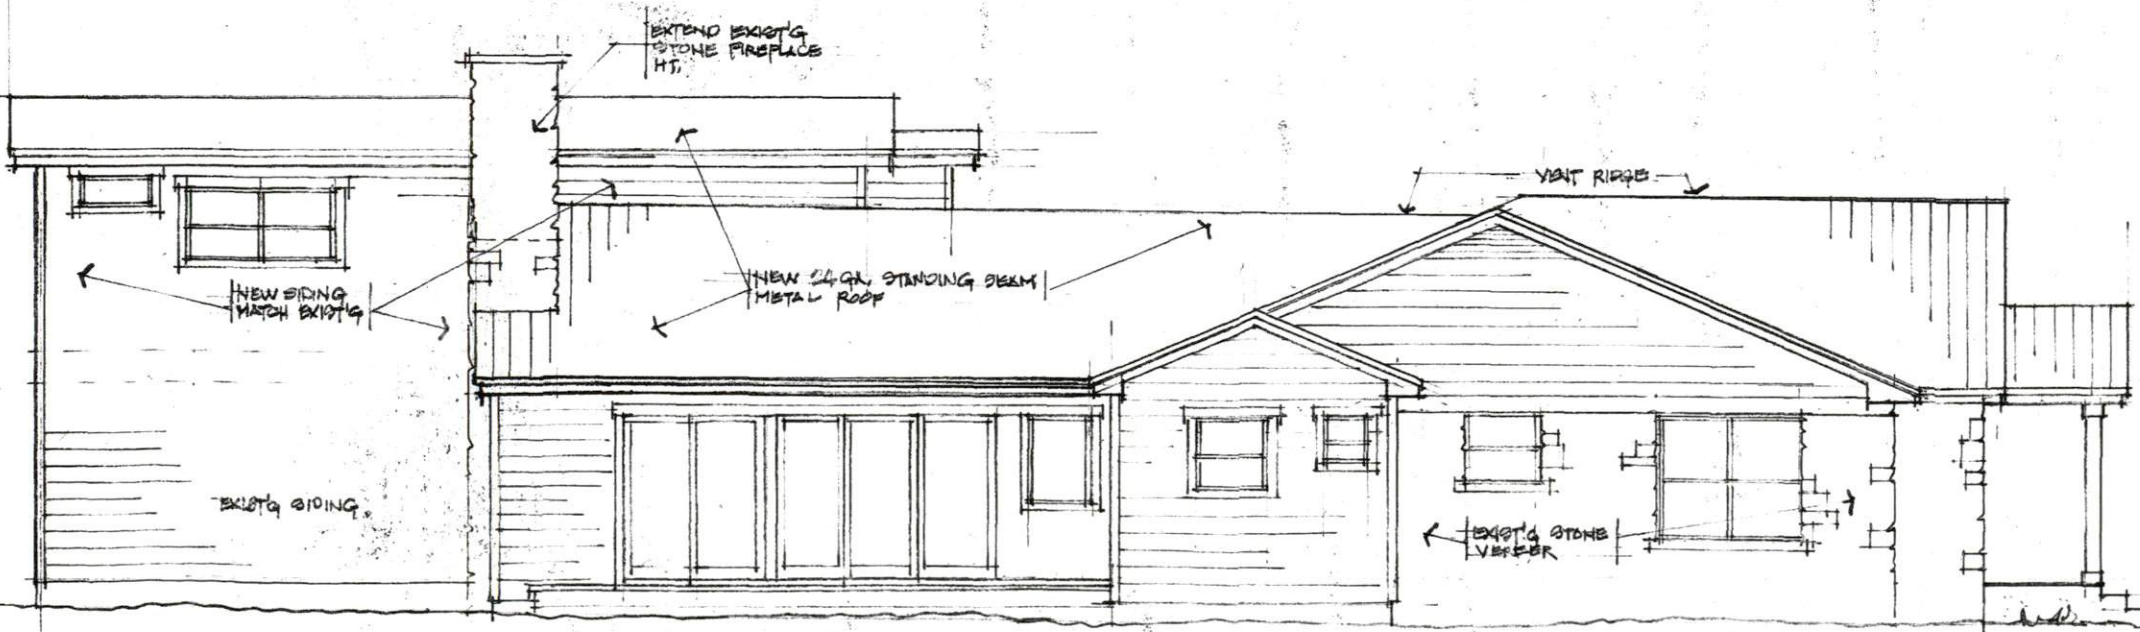 EXTEND EXIST'G
STONE FIREPLACE
HT.
VENT RIDGE
NEW SIDING
MATCH EXIST'G
NEW 24 GA. STANDING SEAM
METAL ROOF
EXIST'G SIDING
EXIST'G STONE
VENEER